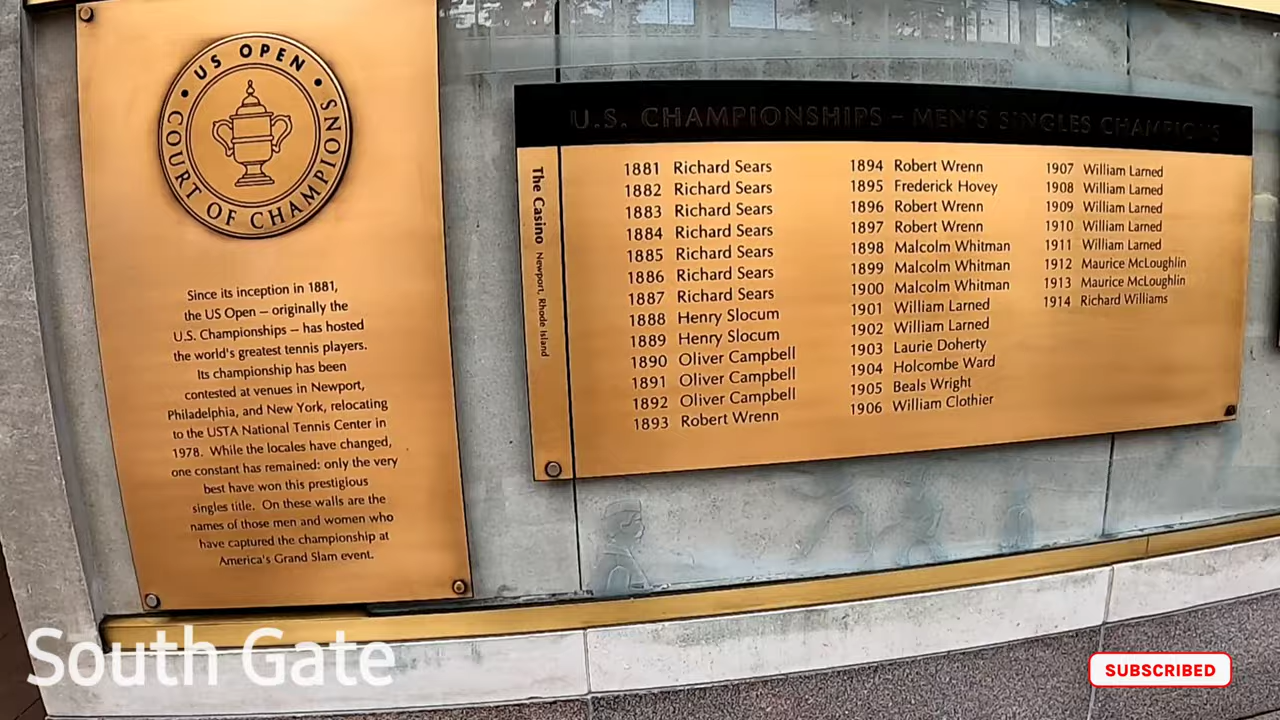 US OPEN
COURT OF CHAMPIONS
Since its inception in 1881,
the US Open – originally the
U.S. Championships – has hosted
the world's greatest tennis players.
Its championship has been
contested at venues in Newport,
Philadelphia, and New York, relocating
to the USTA National Tennis Center in
1978. While the locales have changed,
one constant has remained: only the very
best have won this prestigious
singles title. On these walls are the
names of those men and women who
have captured the championship at
America's Grand Slam event.
U.S. CHAMPIONSHIPS – MEN'S SINGLES CHAMPIONS
The Casino Newport, Rhode Island
1881 Richard Sears
1882 Richard Sears
1883 Richard Sears
1884 Richard Sears
1885 Richard Sears
1886 Richard Sears
1887 Richard Sears
1888 Henry Slocum
1889 Henry Slocum
1890 Oliver Campbell
1891 Oliver Campbell
1892 Oliver Campbell
1893 Robert Wrenn
1894 Robert Wrenn
1895 Frederick Hovey
1896 Robert Wrenn
1897 Robert Wrenn
1898 Malcolm Whitman
1899 Malcolm Whitman
1900 Malcolm Whitman
1901 William Larned
1902 William Larned
1903 Laurie Doherty
1904 Holcombe Ward
1905 Beals Wright
1906 William Clothier
1907 William Larned
1908 William Larned
1909 William Larned
1910 William Larned
1911 William Larned
1912 Maurice McLoughlin
1913 Maurice McLoughlin
1914 Richard Williams
South Gate
SUBSCRIBED